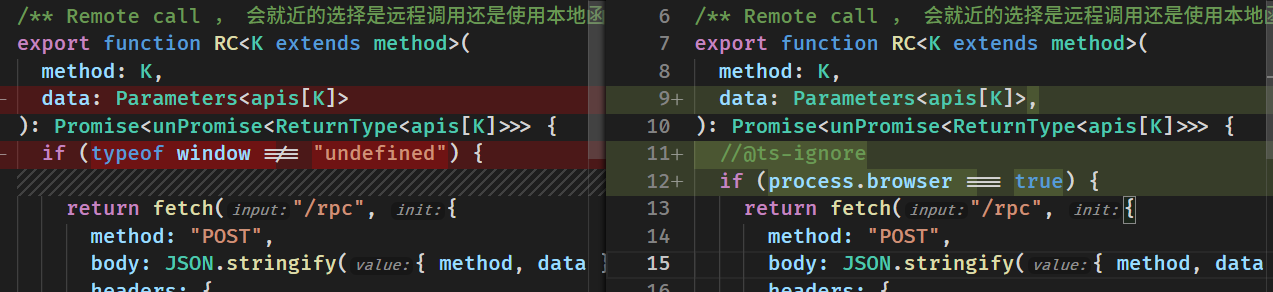 /** Remote call ， 会就近的选择是远程调用还是使用本地函
export function RC<K extends method>(
method: K,
data: Parameters<apis[K]>
): Promise<unPromise<ReturnType<apis[K]>>> {
if (typeof window !== "undefined") {
return fetch(input:"/rpc", init:{
method: "POST",
body: JSON.stringify(value:{ method, data }
headers: {
6 /** Remote call ， 会就近的选择是远程调用还是使用本地函
7 export function RC<K extends method>(
8 method: K,
9+ data: Parameters<apis[K]>,
10 ): Promise<unPromise<ReturnType<apis[K]>>> {
11+ //@ts-ignore
12+ if (process.browser === true) {
13 return fetch(input:"/rpc", init:{
14 method: "POST",
15 body: JSON.stringify(value:{ method, data
16 headers: {